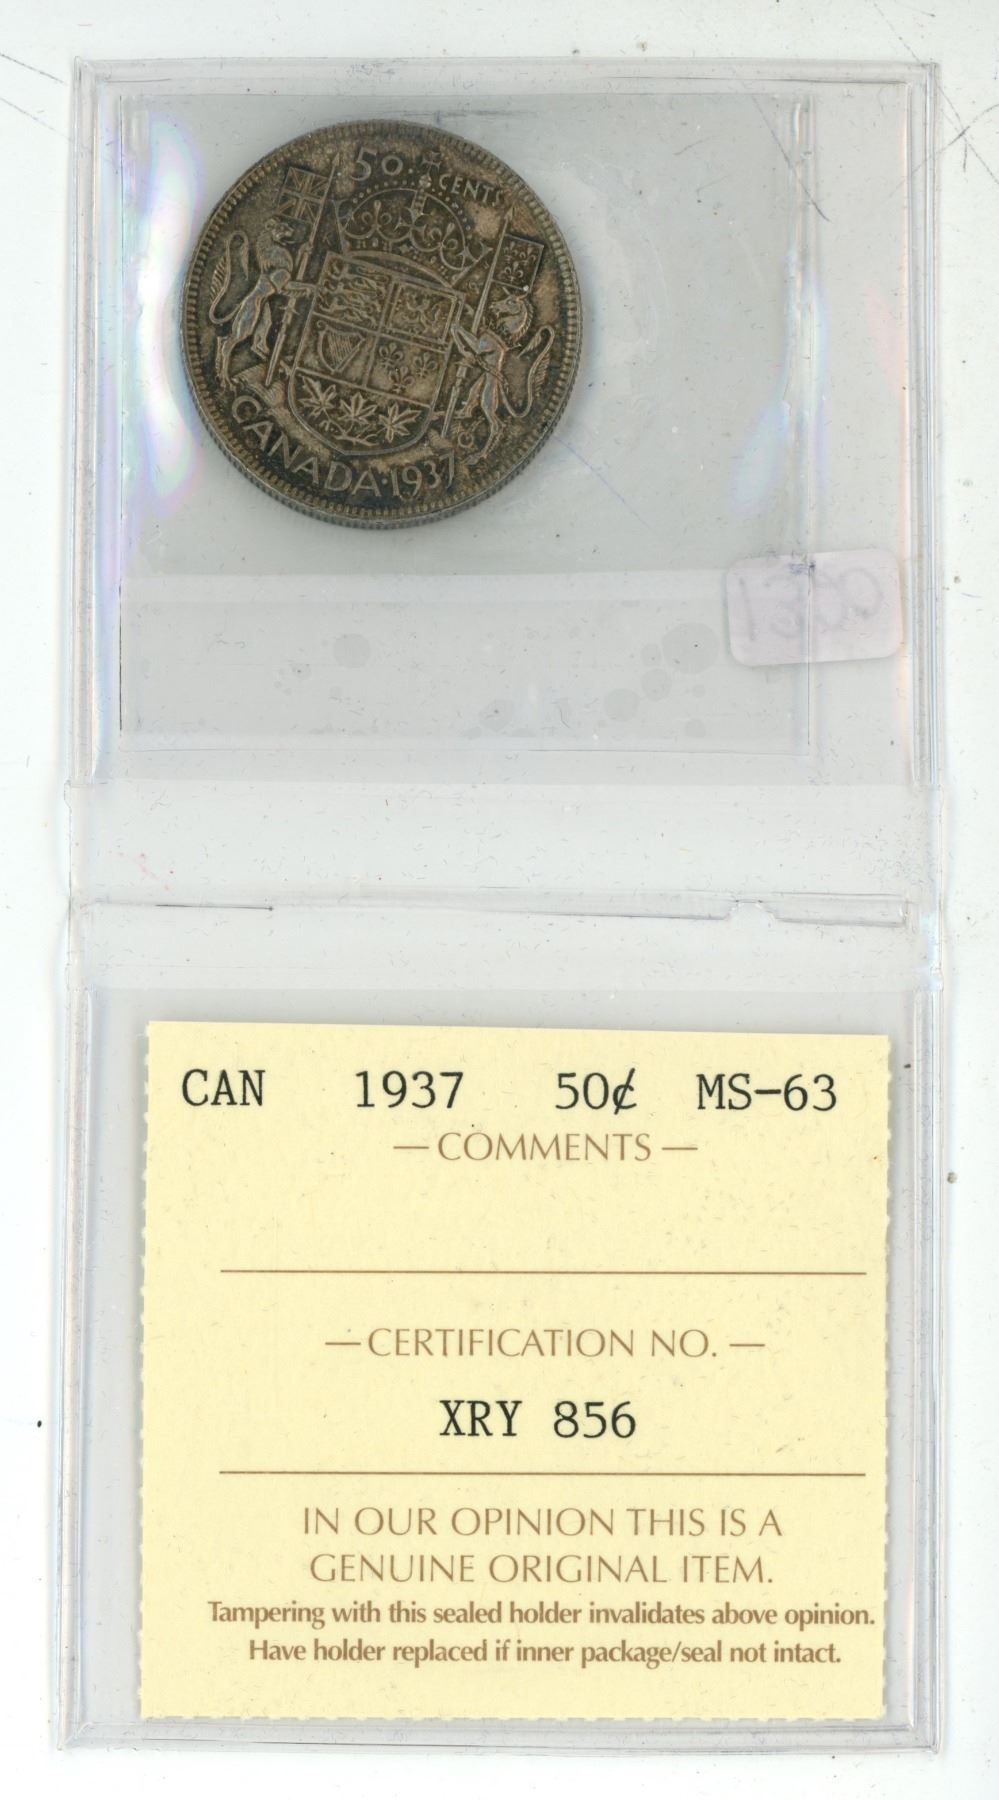 50 CENTS
CANADA·1937
CAN 1937 50¢ MS-63
— COMMENTS —
— CERTIFICATION NO. —
XRY 856
IN OUR OPINION THIS IS A
GENUINE ORIGINAL ITEM.
Tampering with this sealed holder invalidates above opinion.
Have holder replaced if inner package/seal not intact.